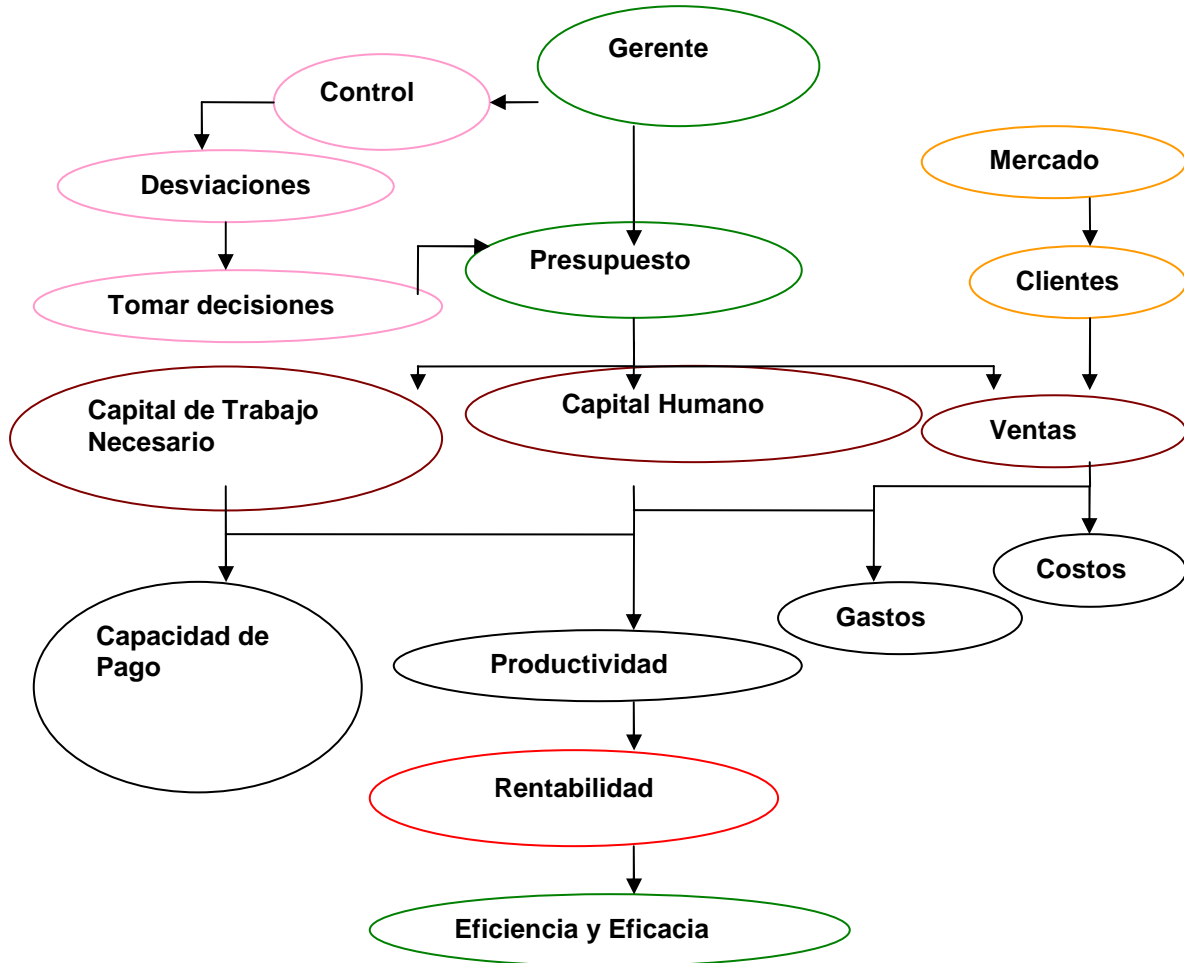 Gerente
Control
Mercado
Desviaciones
Presupuesto
Clientes
Tomar decisiones
Capital de Trabajo
Necesario
Capital Humano
Ventas
Costos
Gastos
Capacidad de
Pago
Productividad
Rentabilidad
Eficiencia y Eficacia